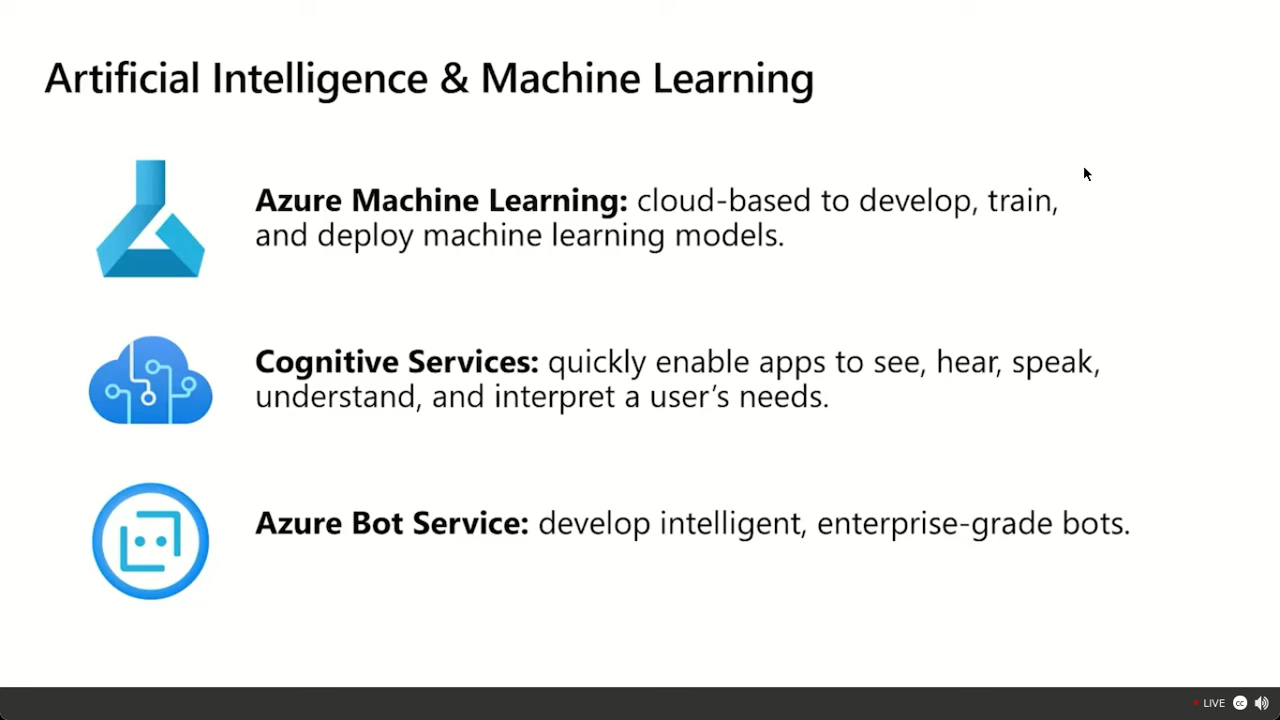 Artificial Intelligence & Machine Learning
Azure Machine Learning: cloud-based to develop, train,
and deploy machine learning models.
Cognitive Services: quickly enable apps to see, hear, speak,
understand, and interpret a user’s needs.
Azure Bot Service: develop intelligent, enterprise-grade bots.
LIVE CC